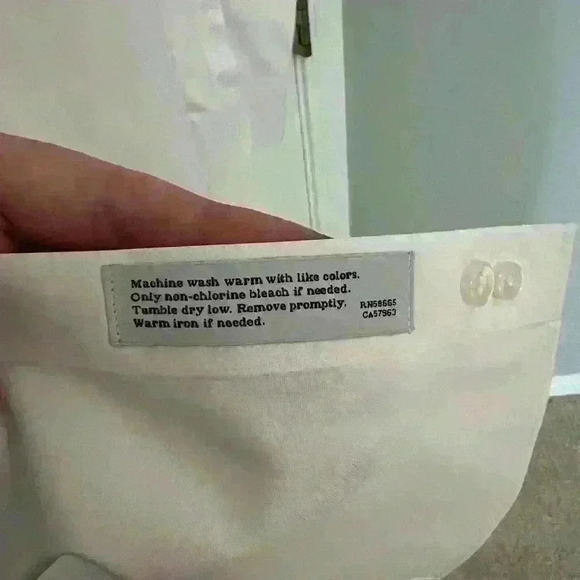 Machine wash warm with like colors.
Only non-chlorine bleach if needed.
Tumble dry low. Remove promptly.
Warm iron if needed.
RN58665
CA57963